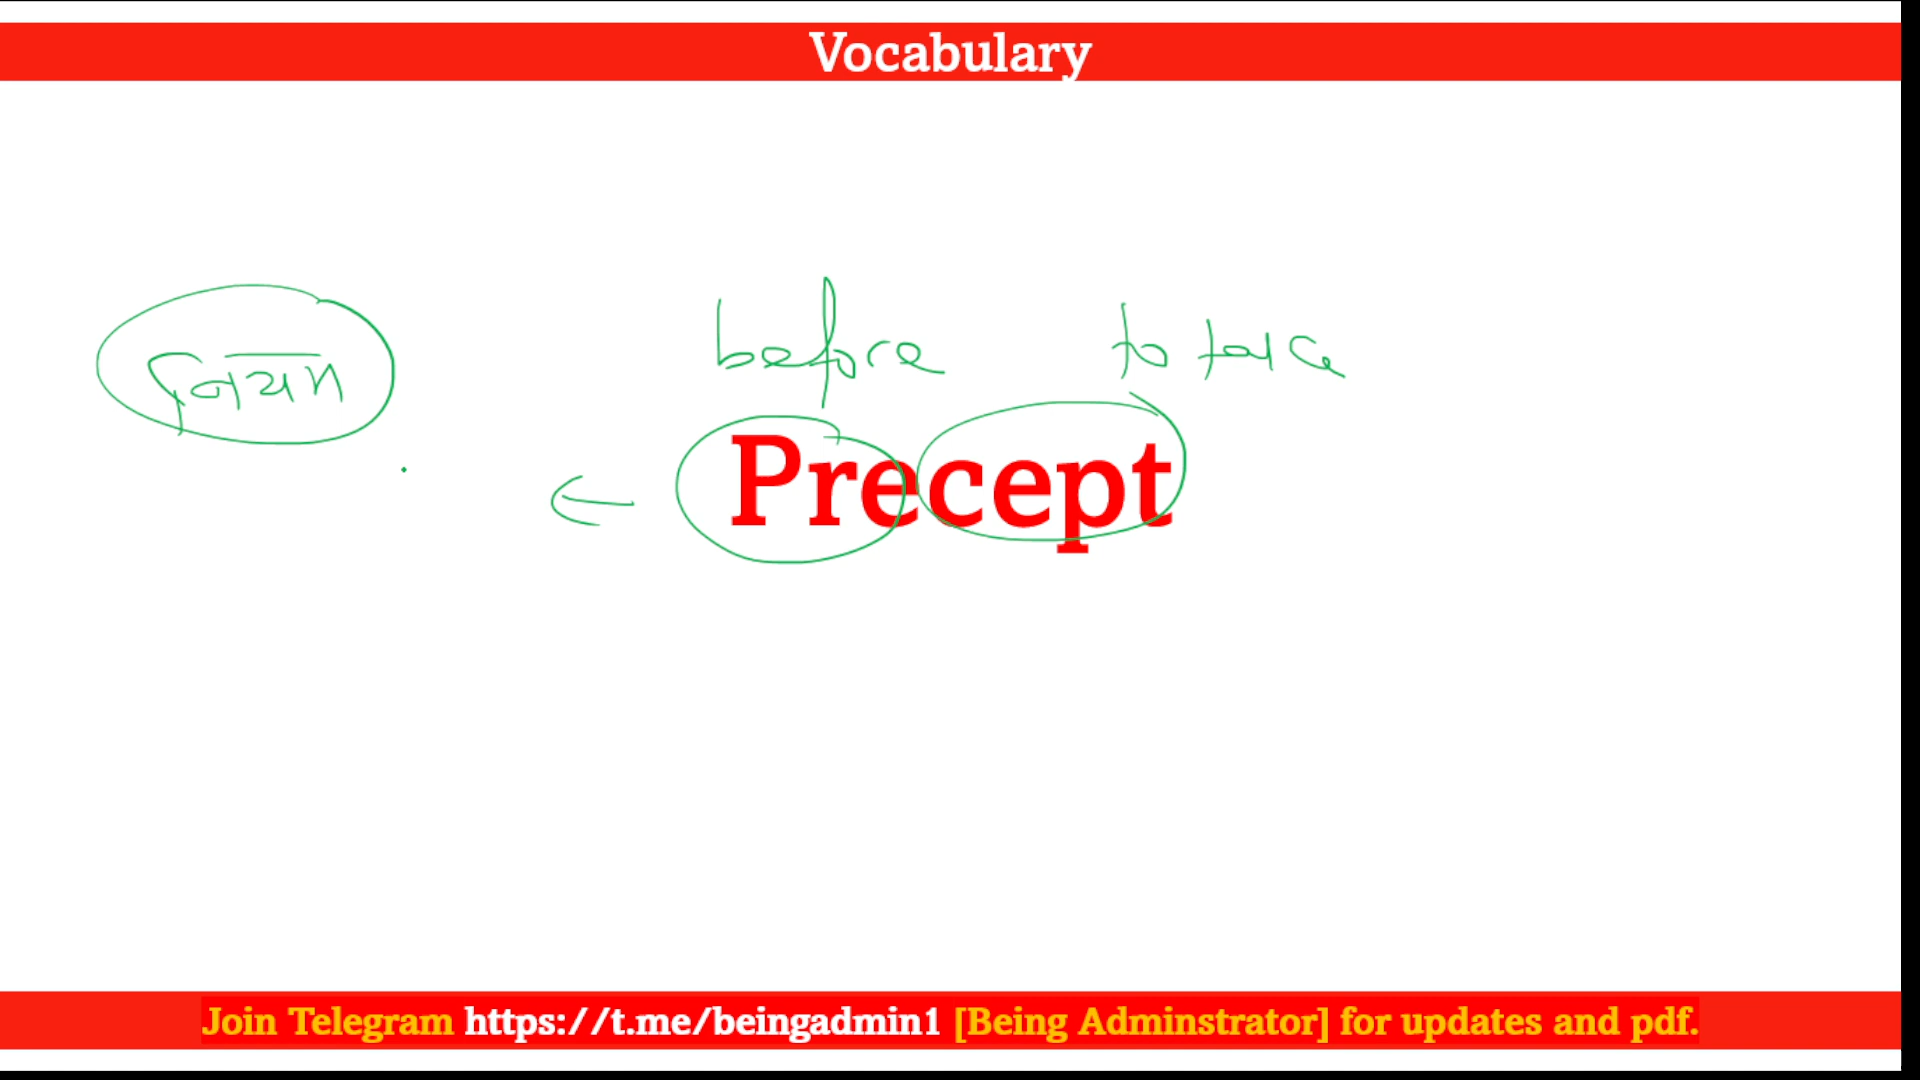 Vocabulary
before to take
नियम
Precept
Join Telegram https://t.me/beingadmin1 [Being Adminstrator] for updates and pdf.